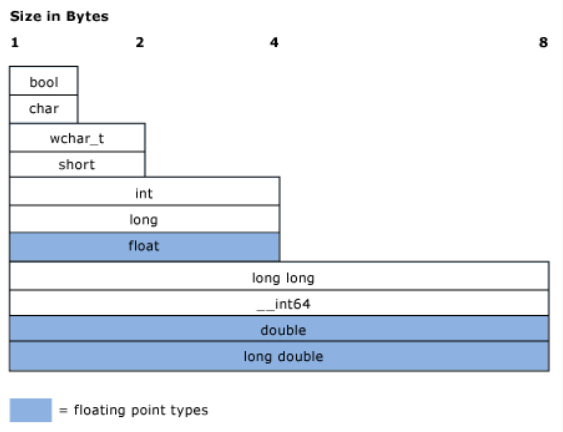 Size in Bytes
1 2 4 8
bool
char
wchar_t
short
int
long
float
long long
__int64
double
long double
= floating point types